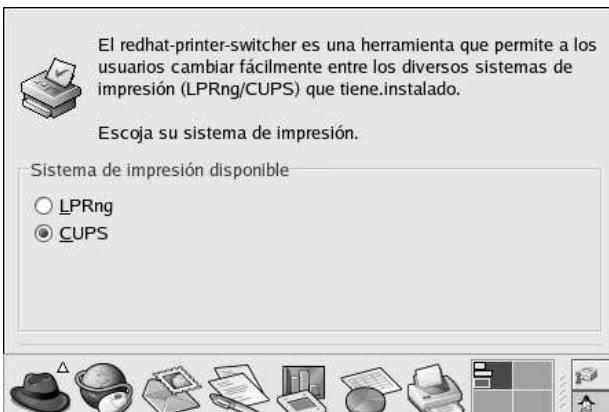 El redhat-printer-switcher es una herramienta que permite a los
usuarios cambiar fácilmente entre los diversos sistemas de
impresión (LPRng/CUPS) que tiene.instalado.
Escoja su sistema de impresión.
Sistema de impresión disponible
LPRng
CUPS